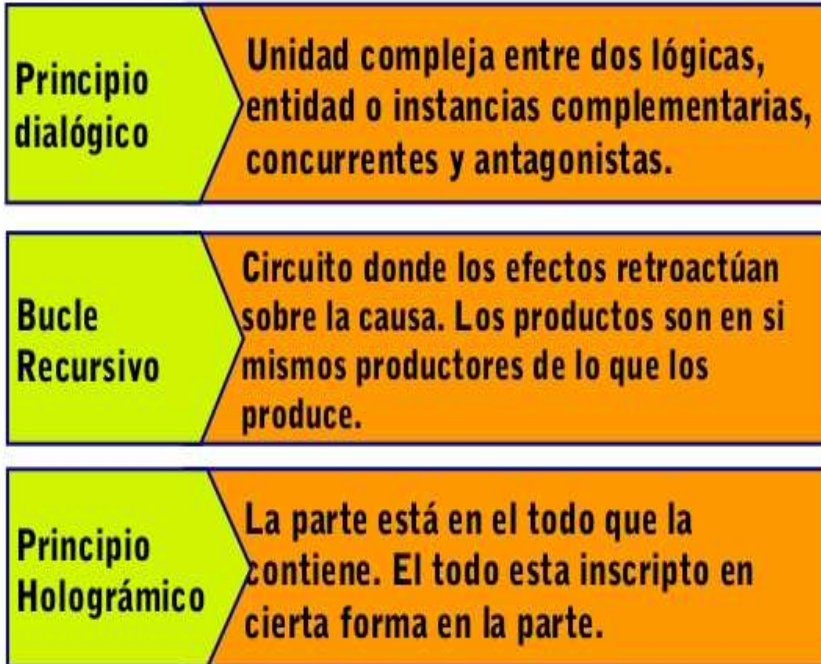 Principio
dialógico
Unidad compleja entre dos lógicas,
entidad o instancias complementarias,
concurrentes y antagonistas.
Bucle
Recursivo
Circuito donde los efectos retroactúan
sobre la causa. Los productos son en si
mismos productores de lo que los
produce.
Principio
Holográmico
La parte está en el todo que la
contiene. El todo esta inscripto en
cierta forma en la parte.